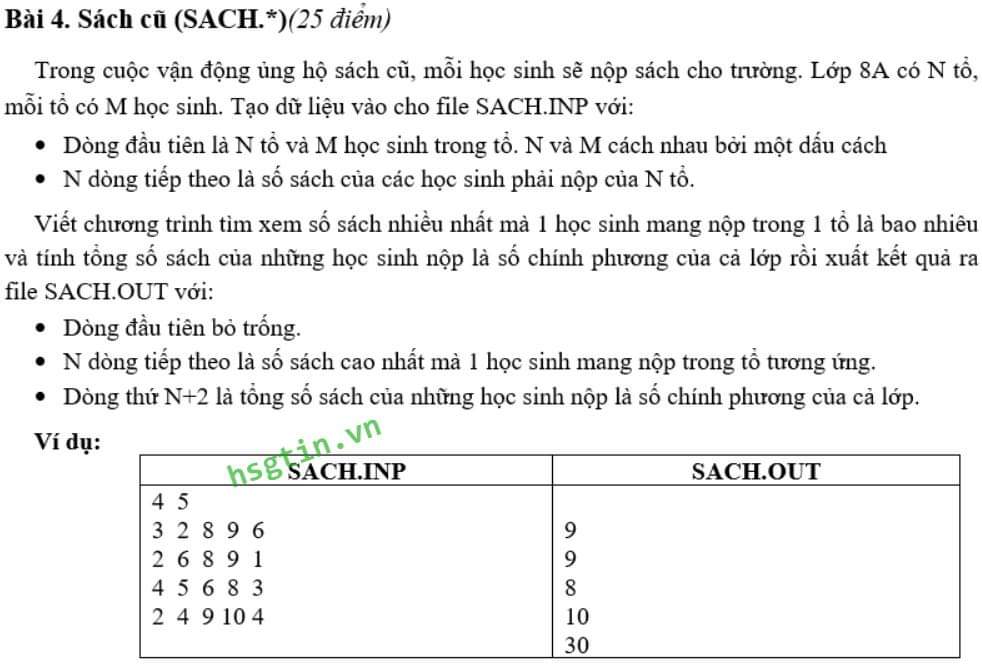 Bài 4. Sách cũ (SACH.*)(25 điểm)
Trong cuộc vận động ủng hộ sách cũ, mỗi học sinh sẽ nộp sách cho trường. Lớp 8A có N tổ,
mỗi tổ có M học sinh. Tạo dữ liệu vào cho file SACH.INP với:
• Dòng đầu tiên là N tổ và M học sinh trong tổ. N và M cách nhau bởi một dấu cách
• N dòng tiếp theo là số sách của các học sinh phải nộp của N tổ.
Viết chương trình tìm xem số sách nhiều nhất mà 1 học sinh mang nộp trong 1 tổ là bao nhiêu
và tính tổng số sách của những học sinh nộp là số chính phương của cả lớp rồi xuất kết quả ra
file SACH.OUT với:
• Dòng đầu tiên bỏ trống.
• N dòng tiếp theo là số sách cao nhất mà 1 học sinh mang nộp trong tổ tương ứng.
• Dòng thứ N+2 là tổng số sách của những học sinh nộp là số chính phương của cả lớp.
Ví dụ:
hsgtin.vn
SACH.INP SACH.OUT
4 5
3 2 8 9 6 9
2 6 8 9 1 9
4 5 6 8 3 8
2 4 9 10 4 10
30